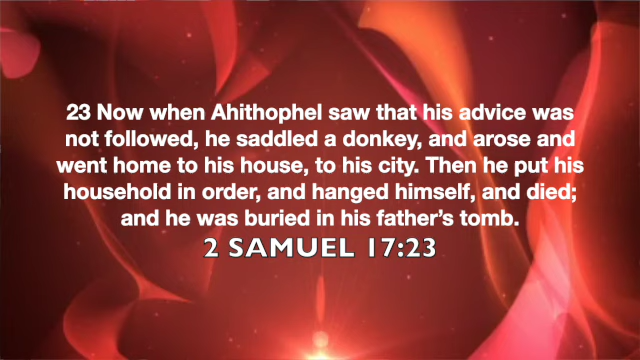 23 Now when Ahithophel saw that his advice was
not followed, he saddled a donkey, and arose and
went home to his house, to his city. Then he put his
household in order, and hanged himself, and died;
and he was buried in his father’s tomb.
2 SAMUEL 17:23